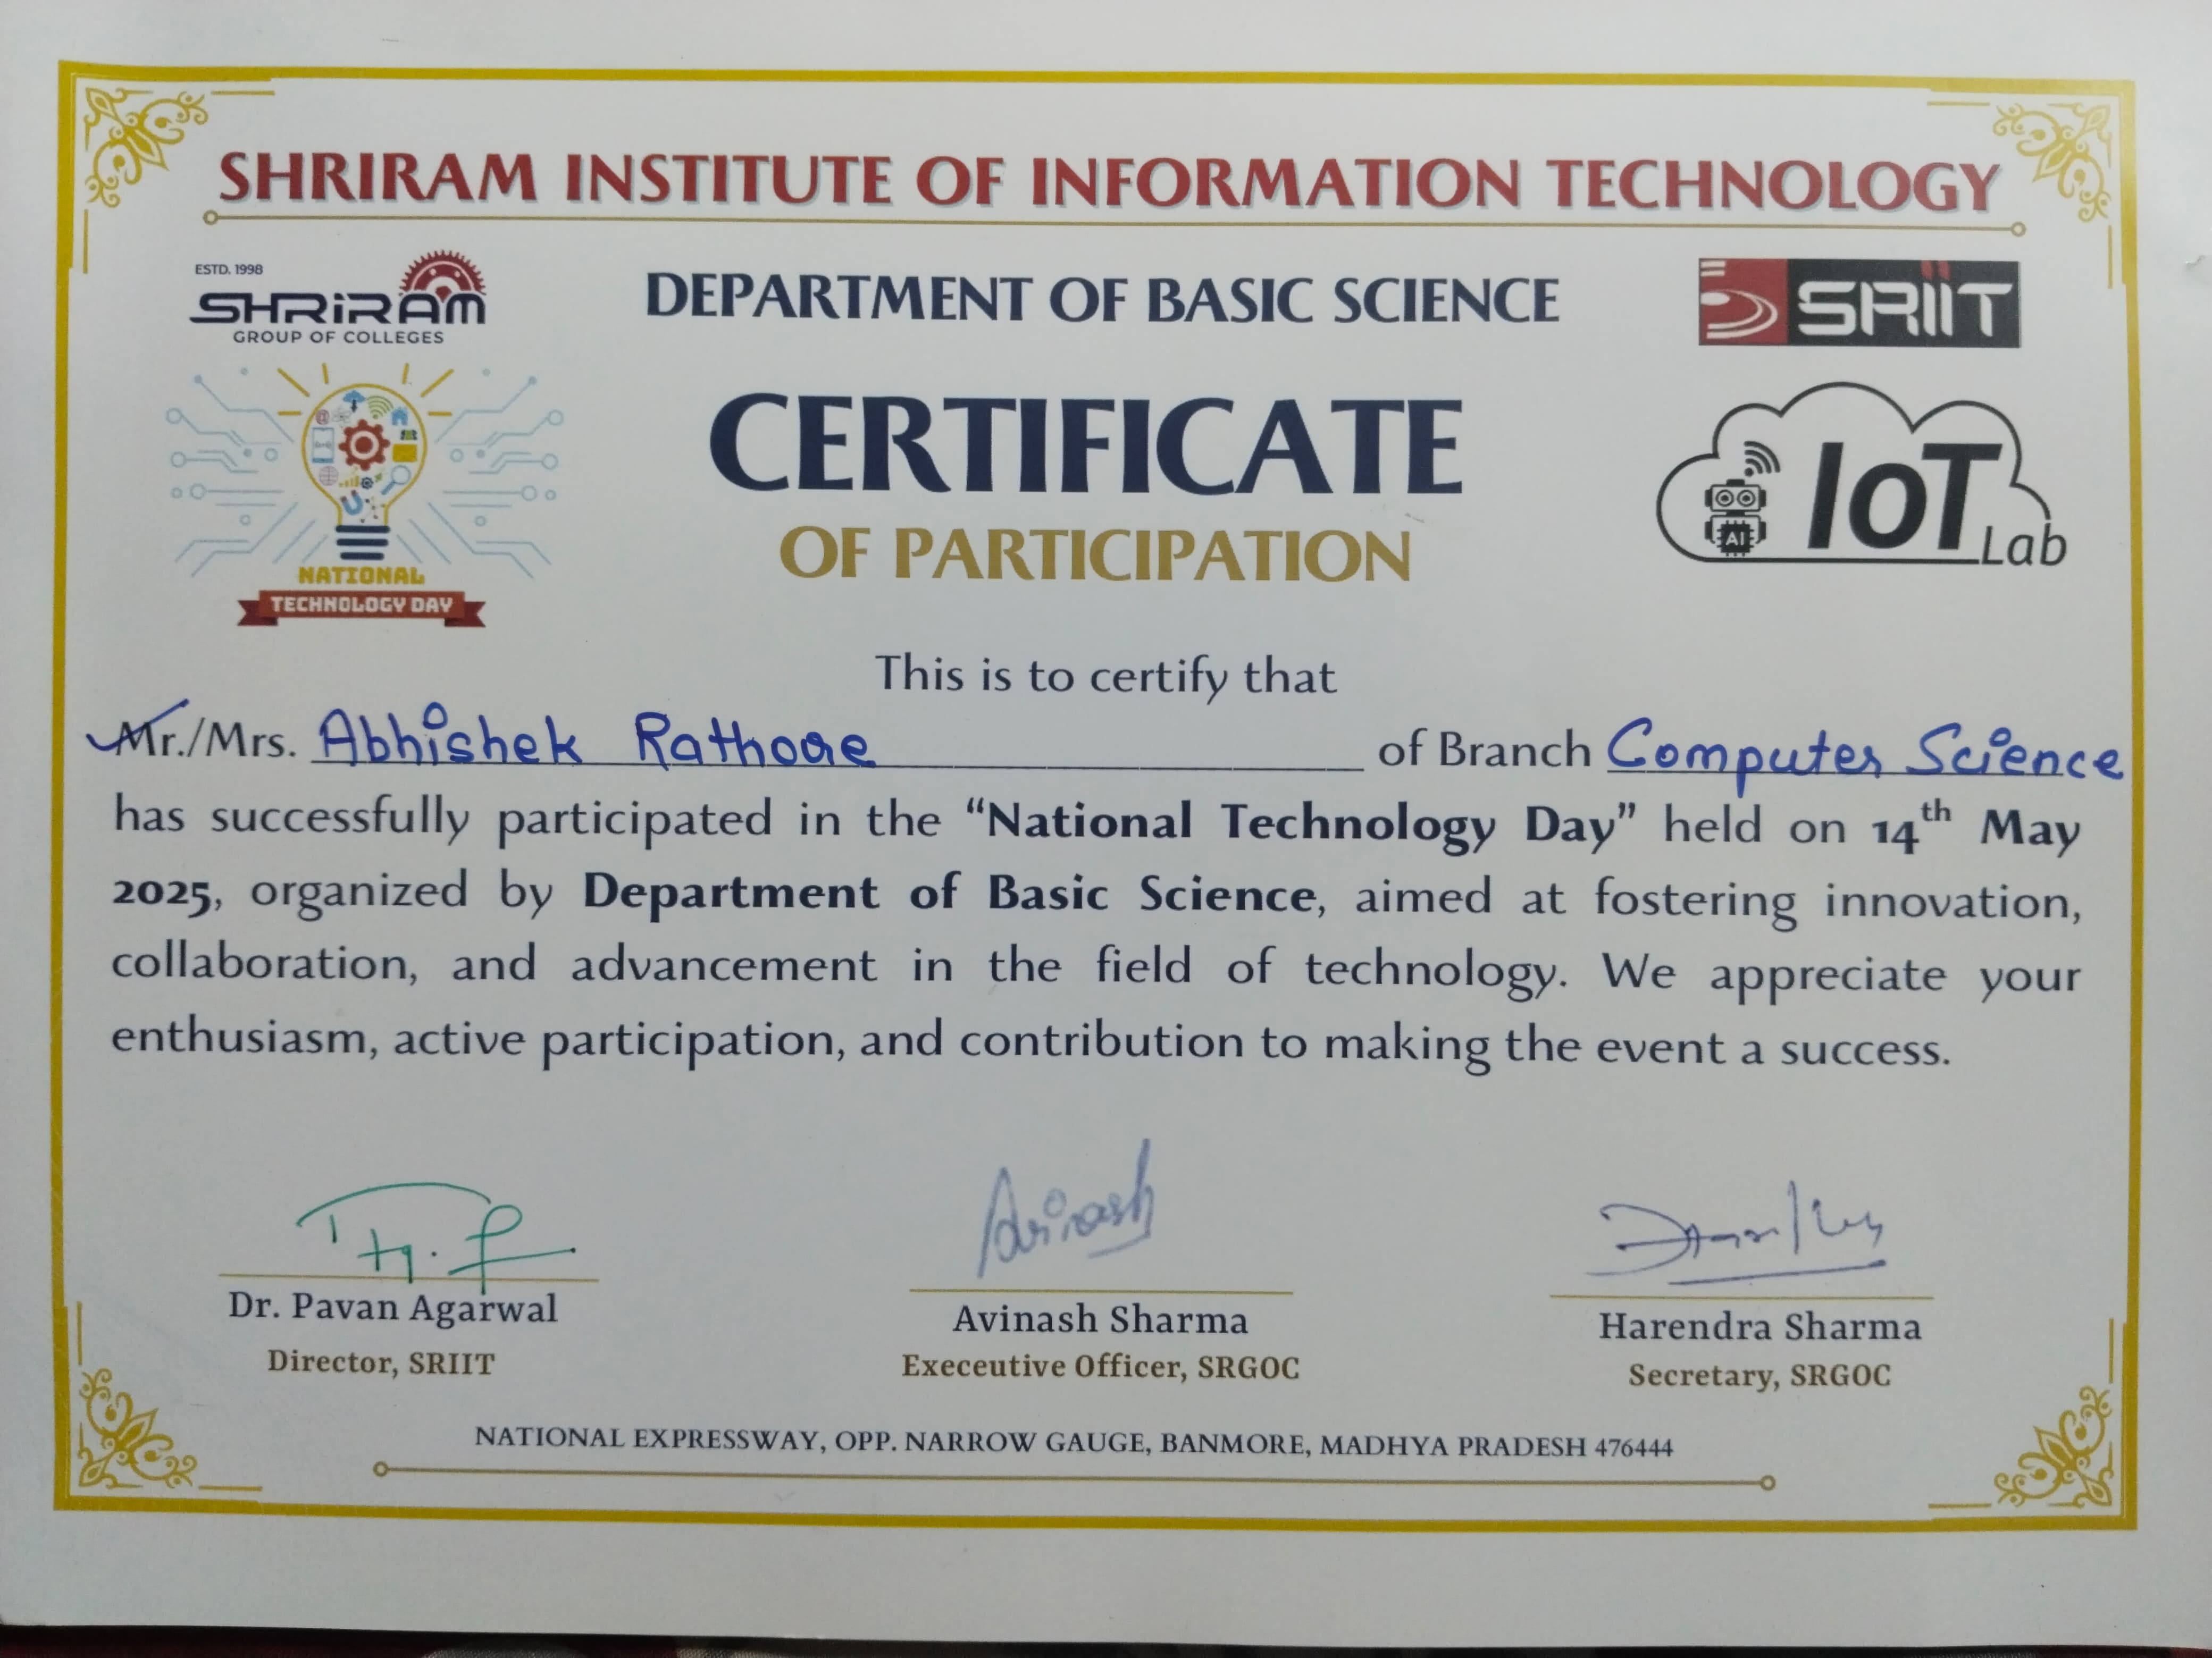 SHRIRAM INSTITUTE OF INFORMATION TECHNOLOGY
ESTD. 1998
SHRiRAM
GROUP OF COLLEGES
DEPARTMENT OF BASIC SCIENCE
SRIIT
CERTIFICATE
OF PARTICIPATION
NATIONAL
TECHNOLOGY DAY
AI
IoT
Lab
This is to certify that
Mr./Mrs. Abhishek Rathore of Branch Computer Science
has successfully participated in the “National Technology Day” held on 14th May
2025, organized by Department of Basic Science, aimed at fostering innovation,
collaboration, and advancement in the field of technology. We appreciate your
enthusiasm, active participation, and contribution to making the event a success.
Avinash
Dr. Pavan Agarwal
Director, SRIIT
Avinash Sharma
Execeutive Officer, SRGOC
Harendra Sharma
Secretary, SRGOC
NATIONAL EXPRESSWAY, OPP. NARROW GAUGE, BANMORE, MADHYA PRADESH 476444